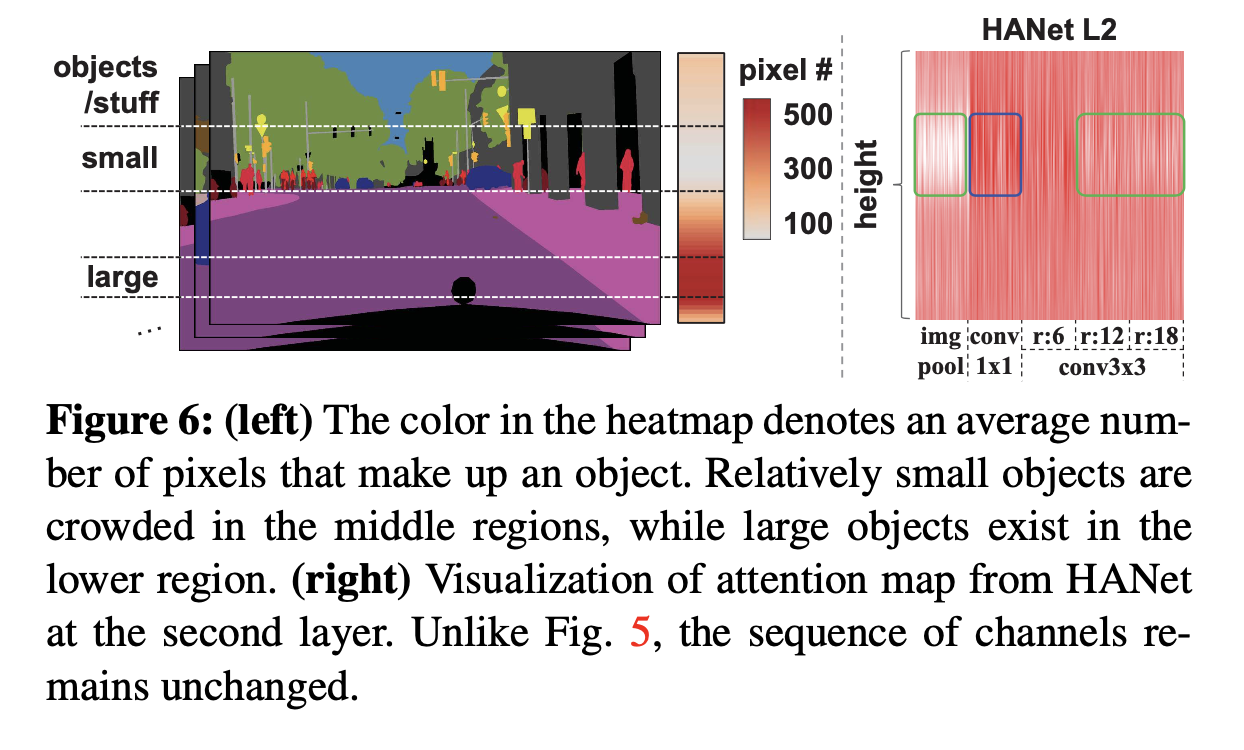 objects
/stuff
small
large
...
pixel #
500
300
100
HANet L2
height
img conv r:6 r:12 r:18
pool 1x1 conv3x3
Figure 6: (left) The color in the heatmap denotes an average num-
ber of pixels that make up an object. Relatively small objects are
crowded in the middle regions, while large objects exist in the
lower region. (right) Visualization of attention map from HANet
at the second layer. Unlike Fig. 5, the sequence of channels re-
mains unchanged.